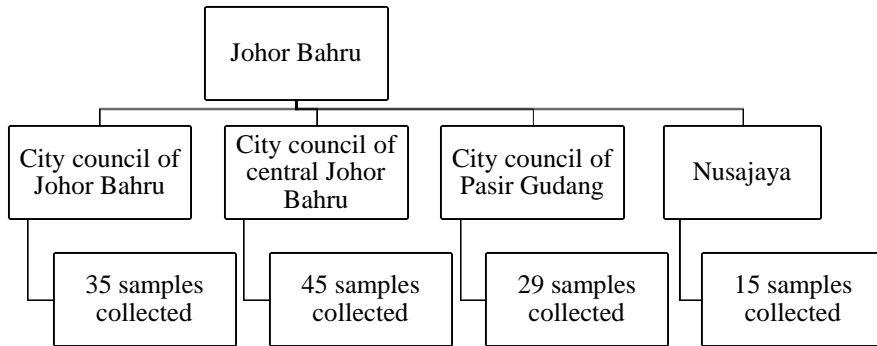 Johor Bahru
City council of
Johor Bahru
City council of
central Johor
Bahru
City council of
Pasir Gudang
Nusajaya
35 samples
collected
45 samples
collected
29 samples
collected
15 samples
collected